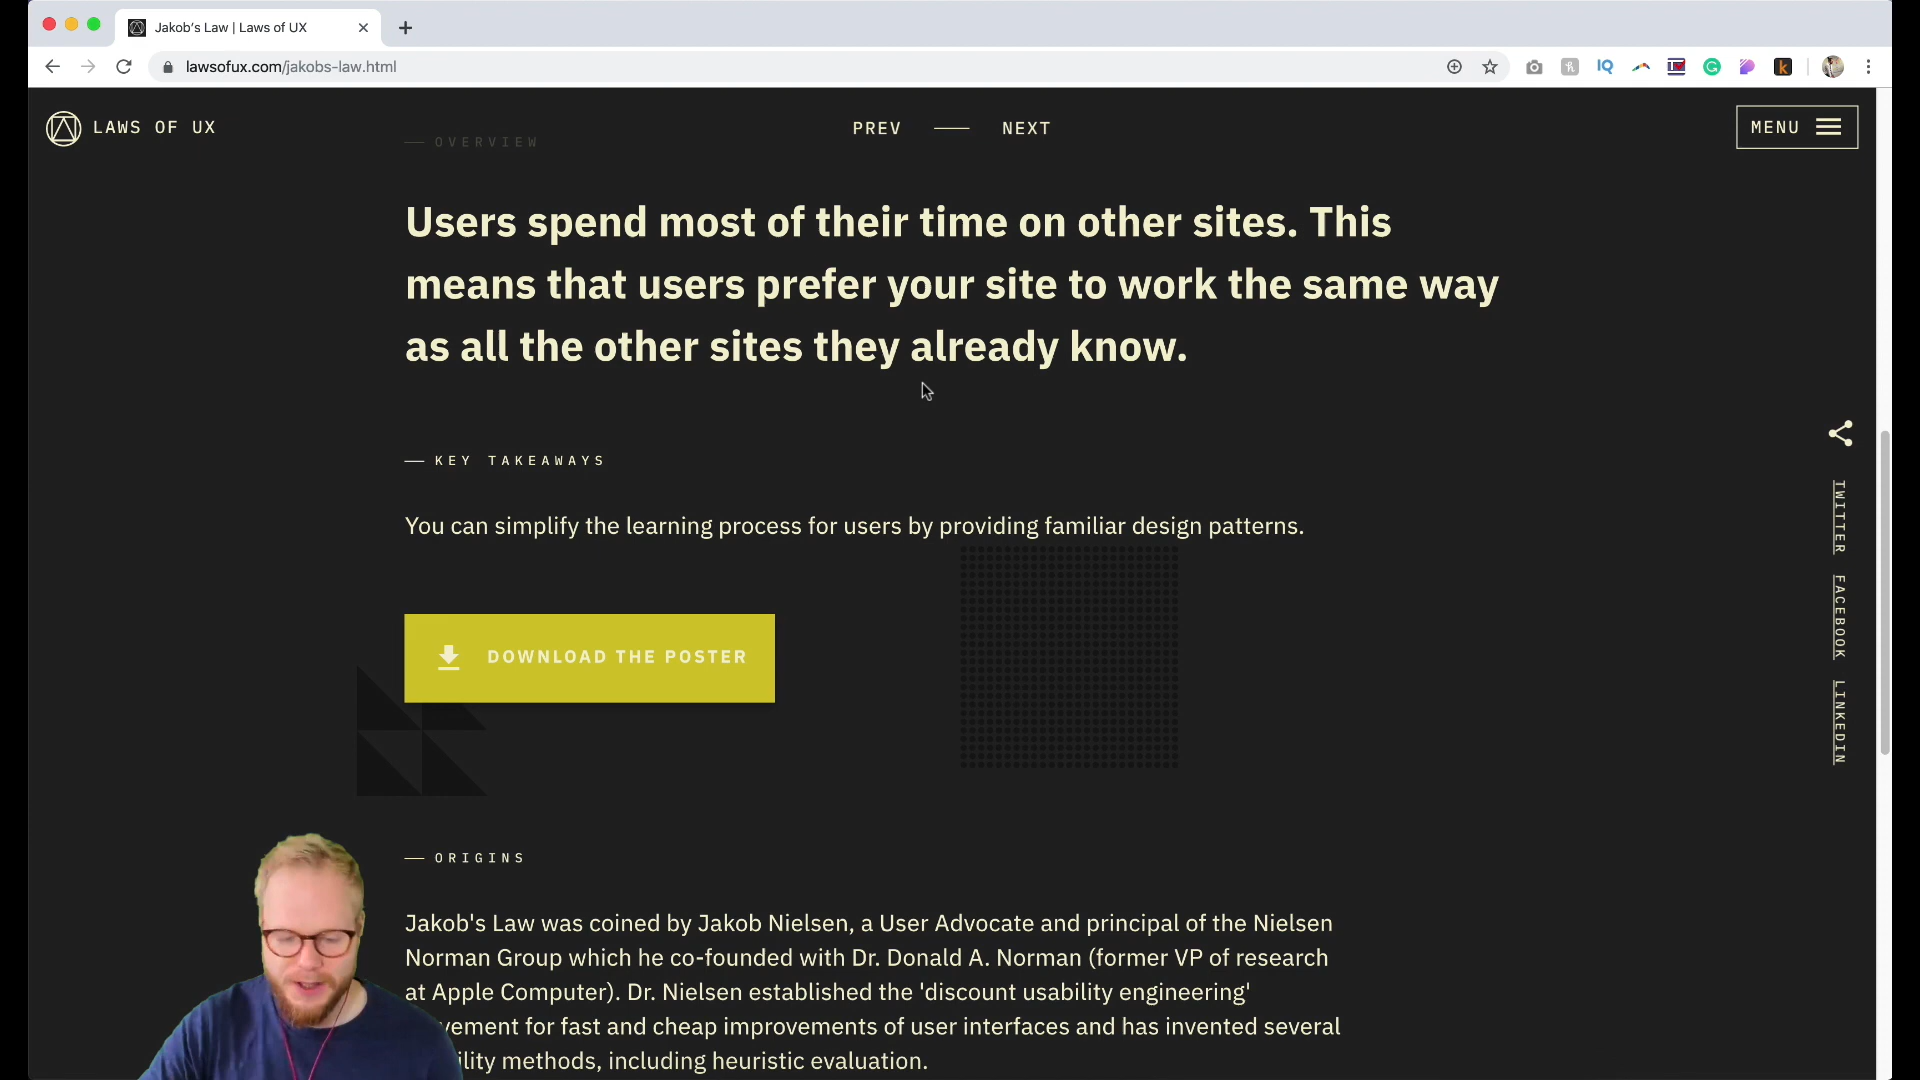 Jakob's Law | Laws of UX
lawsofux.com/jakobs-law.html
LAWS OF UX
PREV
NEXT
MENU
OVERVIEW
Users spend most of their time on other sites. This
means that users prefer your site to work the same way
as all the other sites they already know.
KEY TAKEAWAYS
You can simplify the learning process for users by providing familiar design patterns.
DOWNLOAD THE POSTER
TWITTER
FACEBOOK
LINKEDIN
ORIGINS
Jakob's Law was coined by Jakob Nielsen, a User Advocate and principal of the Nielsen
Norman Group which he co-founded with Dr. Donald A. Norman (former VP of research
at Apple Computer). Dr. Nielsen established the 'discount usability engineering'
for fast and cheap improvements of user interfaces and has invented several
methods, including heuristic evaluation.